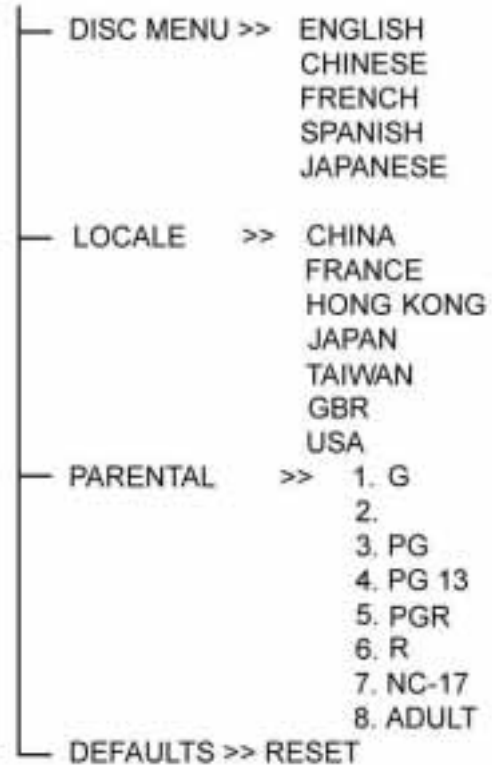 DISC MENU >> ENGLISH
CHINESE
FRENCH
SPANISH
JAPANESE
LOCALE >> CHINA
FRANCE
HONG KONG
JAPAN
TAIWAN
GBR
USA
PARENTAL >> 1. G
2.
3. PG
4. PG 13
5. PGR
6. R
7. NC-17
8. ADULT
DEFAULTS >> RESET